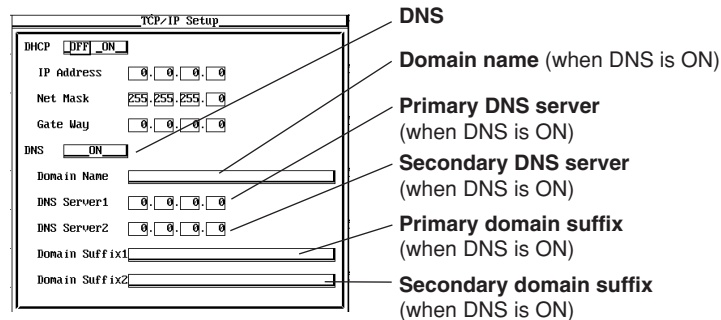 TCP/IP Setup
DHCP OFF ON
IP Address 0. 0. 0. 0
Net Mask 255.255.255. 0
Gate Way 0. 0. 0. 0
DNS ON
Domain Name
DNS Server1 0. 0. 0. 0
DNS Server2 0. 0. 0. 0
Domain Suffix1
Domain Suffix2
DNS
Domain name (when DNS is ON)
Primary DNS server
(when DNS is ON)
Secondary DNS server
(when DNS is ON)
Primary domain suffix
(when DNS is ON)
Secondary domain suffix
(when DNS is ON)